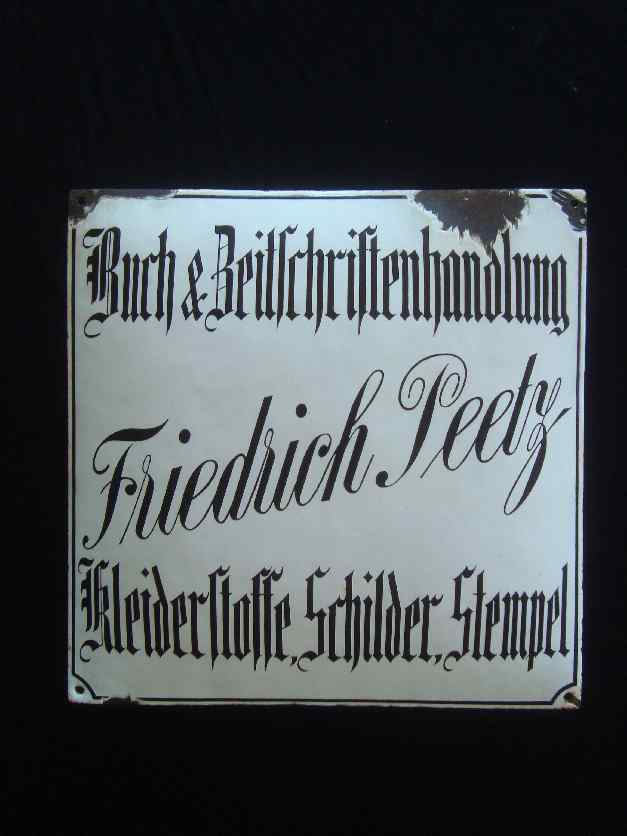 Buch & Zeitſchriftenhandlung
Friedrich Peetz
Kleiderſtoffe, Schilder, Stempel